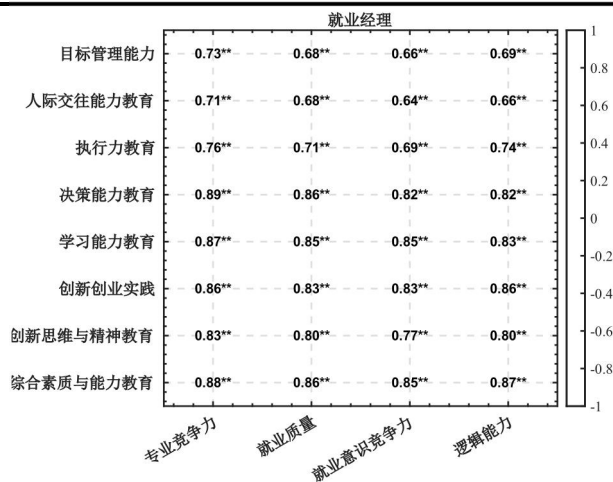 就业经理
目标管理能力 0.73** 0.68** 0.66** 0.69**
人际交往能力教育 0.71** 0.68** 0.64** 0.66**
执行力教育 0.76** 0.71** 0.69** 0.74**
决策能力教育 0.89** 0.86** 0.82** 0.82**
学习能力教育 0.87** 0.85** 0.85** 0.83**
创新创业实践 0.86** 0.83** 0.83** 0.86**
创新思维与精神教育 0.83** 0.80** 0.77** 0.80**
综合素质与能力教育 0.88** 0.86** 0.85** 0.87**
专业竞争力 就业质量 就业意识竞争力 逻辑能力
1
0.8
0.6
0.4
0.2
0
-0.2
-0.4
-0.6
-0.8
-1